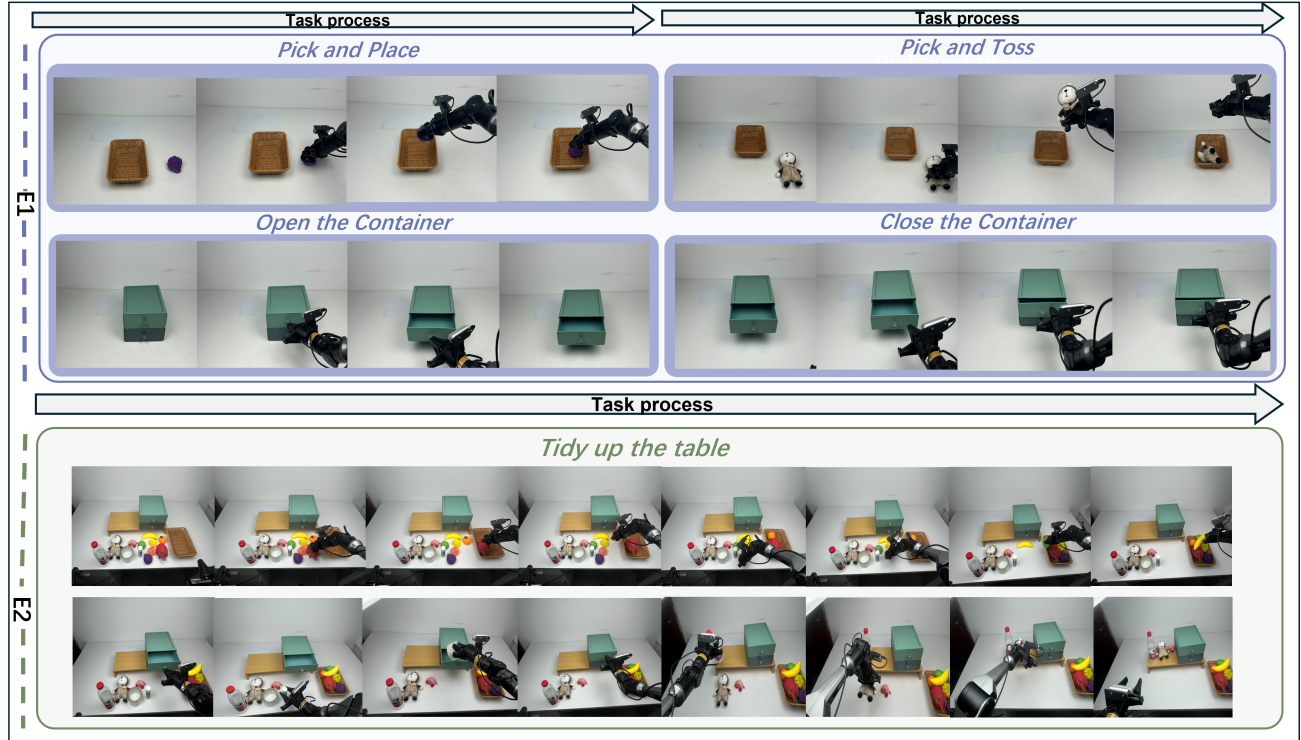 Task process
Task process
Pick and Place
Pick and Toss
E1
Open the Container
Close the Container
Task process
Tidy up the table
E2